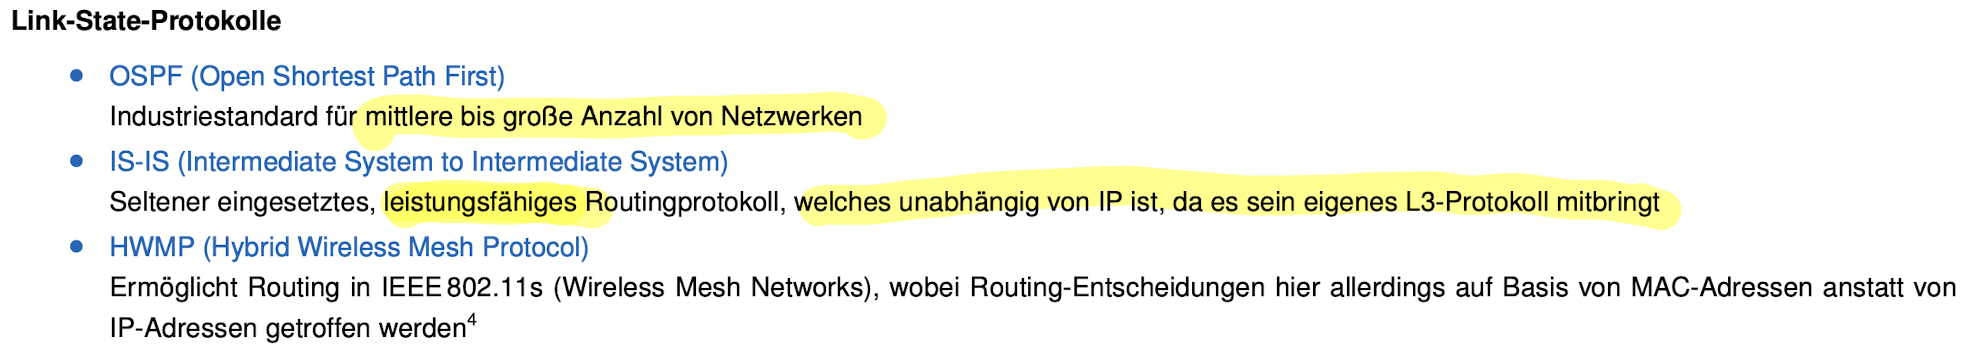 Link-State-Protokolle
• OSPF (Open Shortest Path First)
Industriestandard für mittlere bis große Anzahl von Netzwerken
• IS-IS (Intermediate System to Intermediate System)
Seltener eingesetztes, leistungsfähiges Routingprotokoll, welches unabhängig von IP ist, da es sein eigenes L3-Protokoll mitbringt
• HWMP (Hybrid Wireless Mesh Protocol)
Ermöglicht Routing in IEEE 802.11s (Wireless Mesh Networks), wobei Routing-Entscheidungen hier allerdings auf Basis von MAC-Adressen anstatt von
IP-Adressen getroffen werden⁴